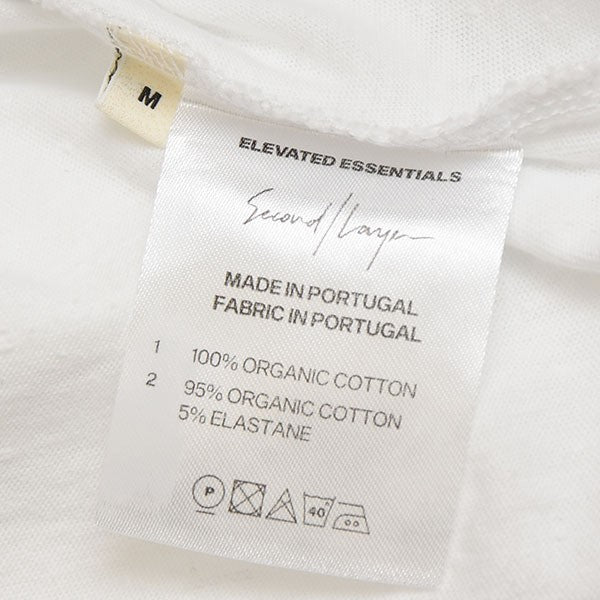 M
ELEVATED ESSENTIALS
Second/Layer
MADE IN PORTUGAL
FABRIC IN PORTUGAL
1 100% ORGANIC COTTON
2 95% ORGANIC COTTON
5% ELASTANE
P 40°